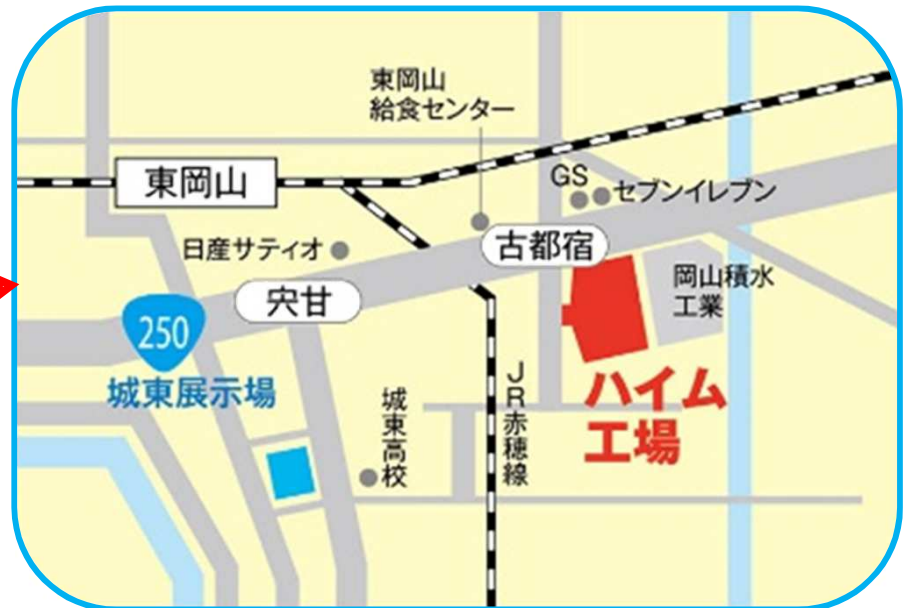 東岡山
給食センター
東岡山
GS
セブンイレブン
日産サティオ
古都宿
岡山積水
工業
宍甘
250
城東展示場
ハイム
工場
城東高校
JR赤穂線